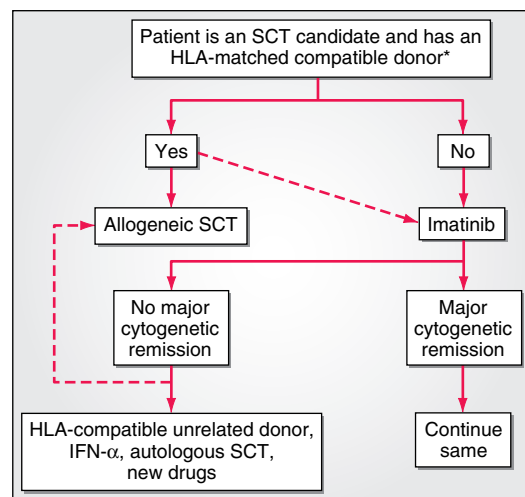 Patient is an SCT candidate and has an
HLA-matched compatible donor*
Yes
No
Allogeneic SCT
Imatinib
No major
cytogenetic
remission
Major
cytogenetic
remission
HLA-compatible unrelated donor,
IFN-α, autologous SCT,
new drugs
Continue
same